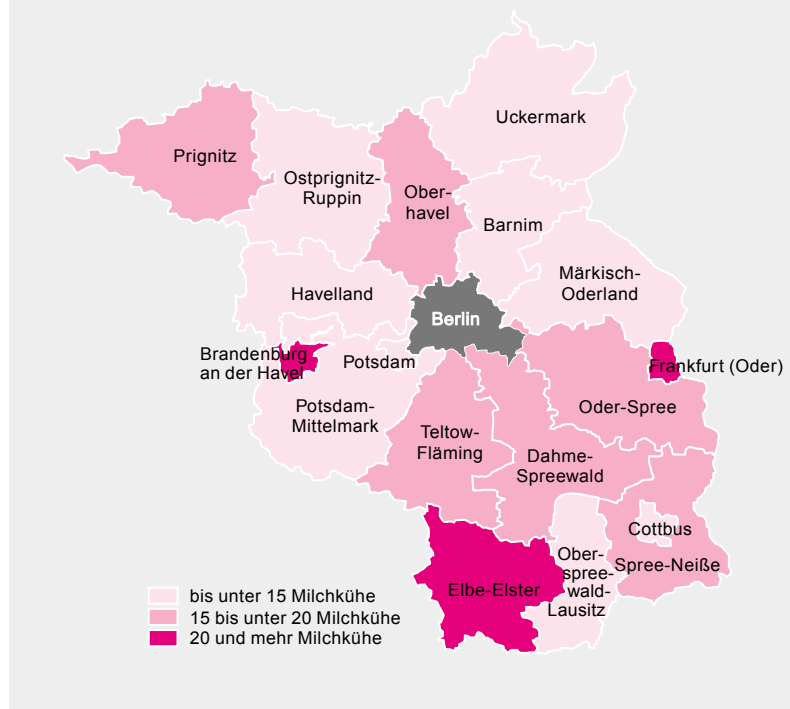 Uckermark
Prignitz
Ostprignitz-
Ruppin
Ober-
havel
Barnim
Märkisch-
Oderland
Havelland
Berlin
Brandenburg
an der Havel
Potsdam
Frankfurt (Oder)
Potsdam-
Mittelmark
Oder-Spree
Teltow-
Fläming
Dahme-
Spreewald
Cottbus
Spree-Neiße
Ober-
spree-
wald-
Lausitz
Elbe-Elster
bis unter 15 Milchkühe
15 bis unter 20 Milchkühe
20 und mehr Milchkühe